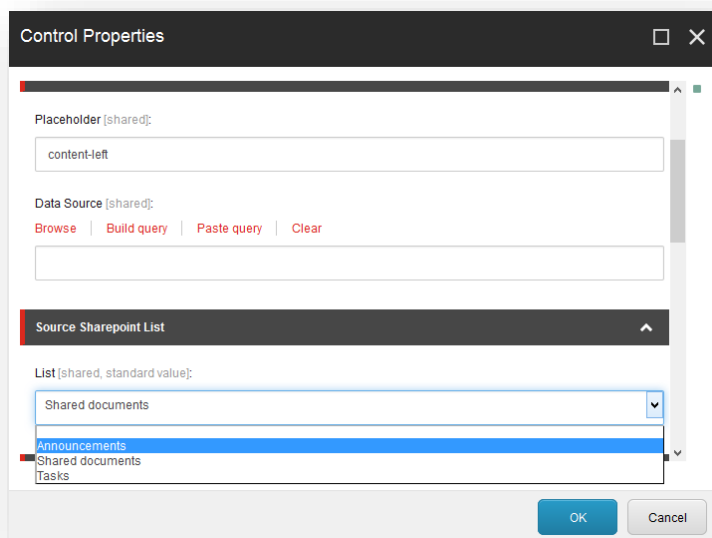 Control Properties
Placeholder [shared]:
content-left
Data Source [shared]:
Browse Build query Paste query Clear
Source Sharepoint List
List [shared, standard value]:
Shared documents
Announcements
Shared documents
Tasks
OK Cancel